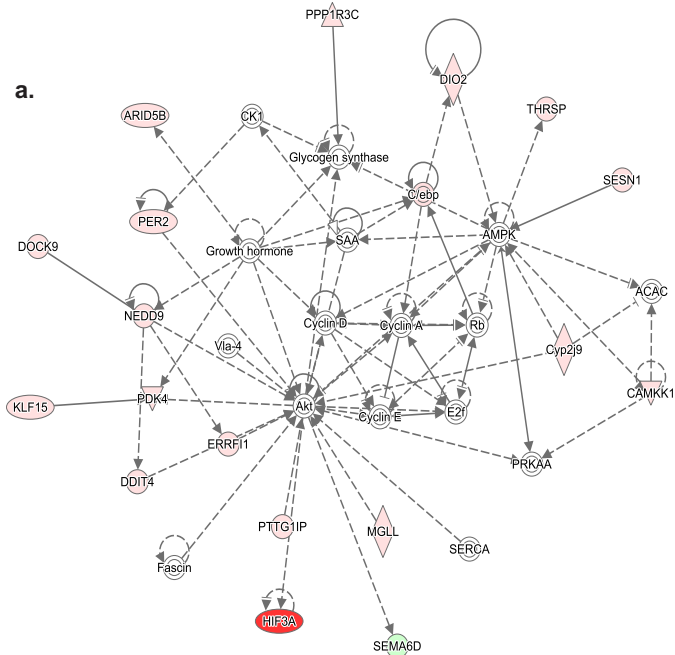 PPP1R3C
DIO2
a.
ARID5B
CK1
THRSP
Glycogen synthase
SESN1
C/ebp
PER2
DOCK9
Growth hormone
SAA
AMPK
ACAC
NEDD9
Cyclin D
Cyclin A
Rb
Vla-4
Cyp2j9
KLF15
PDK4
CAMKK1
Akt
Cyclin E
E2f
ERRFI1
PRKAA
DDIT4
PTTG1IP
MGLL
SERCA
Fascin
HIF3A
SEMA6D